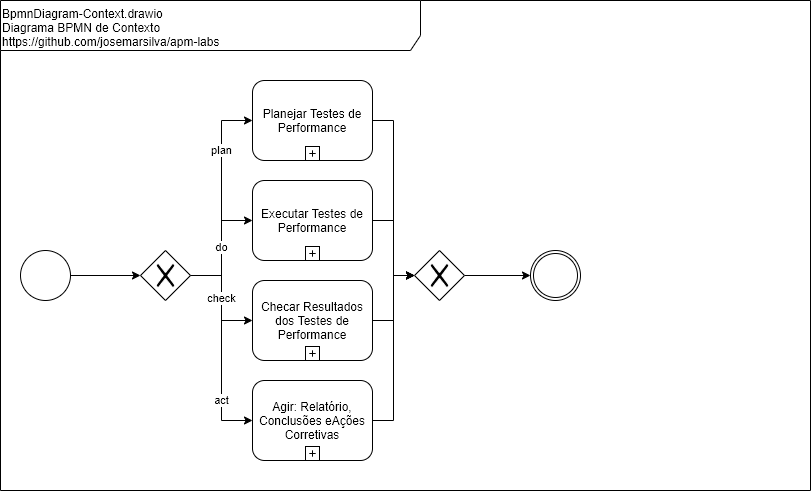 BpmnDiagram-Context.drawio
Diagrama BPMN de Contexto
https://github.com/josemarsilva/apm-labs
Planejar Testes de
Performance
plan
Executar Testes de
Performance
do
check
Checar Resultados
dos Testes de
Performance
act
Agir: Relatório,
Conclusões eAções
Corretivas